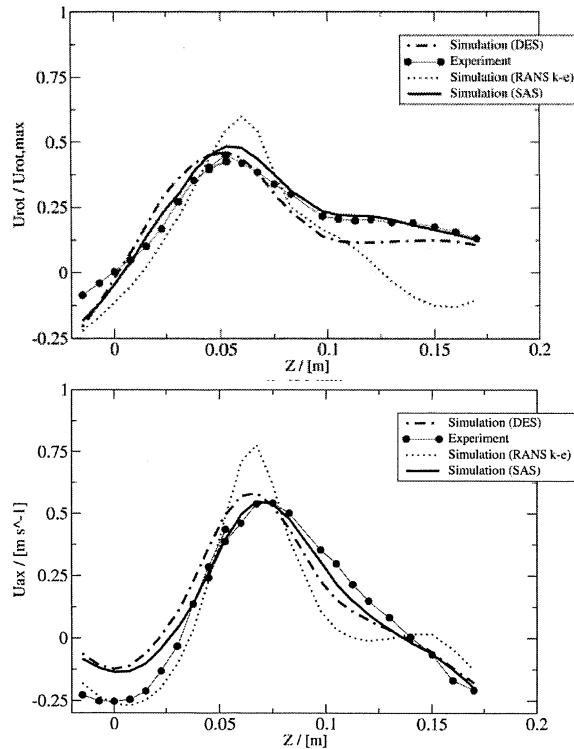 1
0.75
0.5
0.25
0
-0.25
Urot / Urot,max
Simulation (DES)
Experiment
Simulation (RANS k-e)
Simulation (SAS)
0
0.05
0.1
0.15
0.2
Z / [m]
1
0.75
0.5
0.25
0
-0.25
Uax / [m s^-1]
Simulation (DES)
Experiment
Simulation (RANS k-e)
Simulation (SAS)
0
0.05
0.1
0.15
0.2
Z / [m]